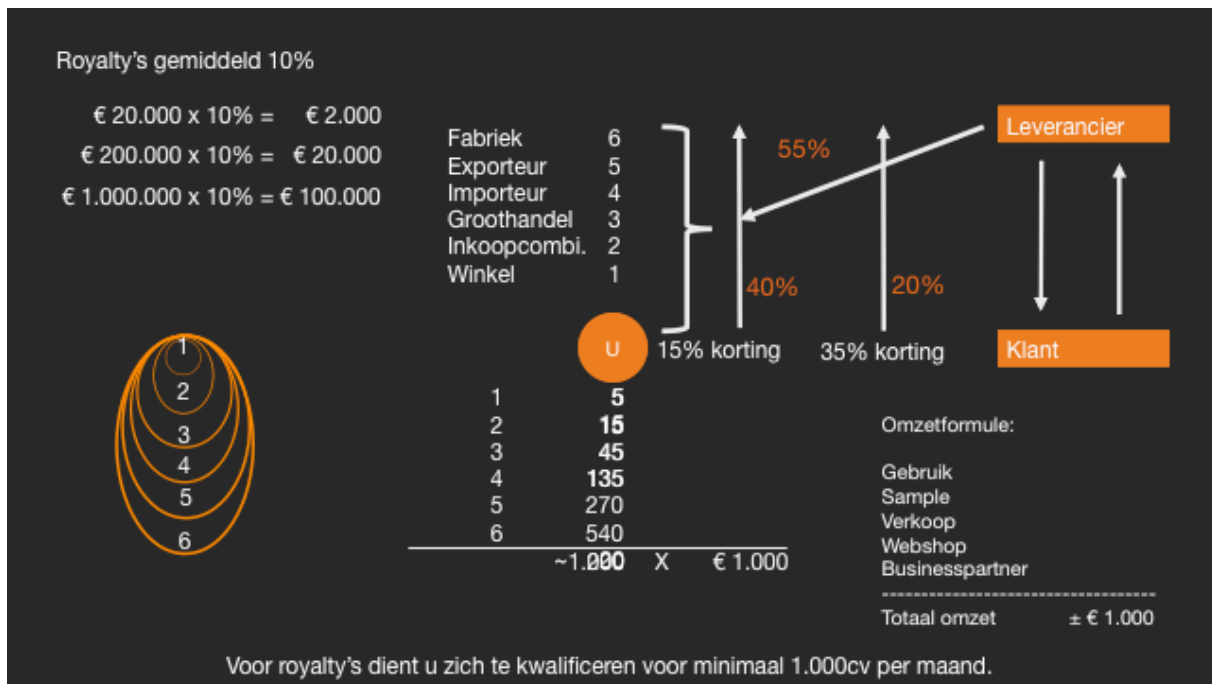 Royalty's gemiddeld 10%
€ 20.000 x 10% = € 2.000
€ 200.000 x 10% = € 20.000
€ 1.000.000 x 10% = € 100.000
Fabriek 6
Exporteur 5
Importeur 4
Groothandel 3
Inkoopcombi. 2
Winkel 1
55%
40%
20%
Leverancier
Klant
U
15% korting
35% korting
1
2
3
4
5
6
1 5
2 15
3 45
4 135
5 270
6 540
X € 1.000
Omzetformule:
Gebruik
Sample
Verkoop
Webshop
Businesspartner
Totaal omzet ± € 1.000
Voor royalty's dient u zich te kwalificeren voor minimaal 1.000cv per maand.